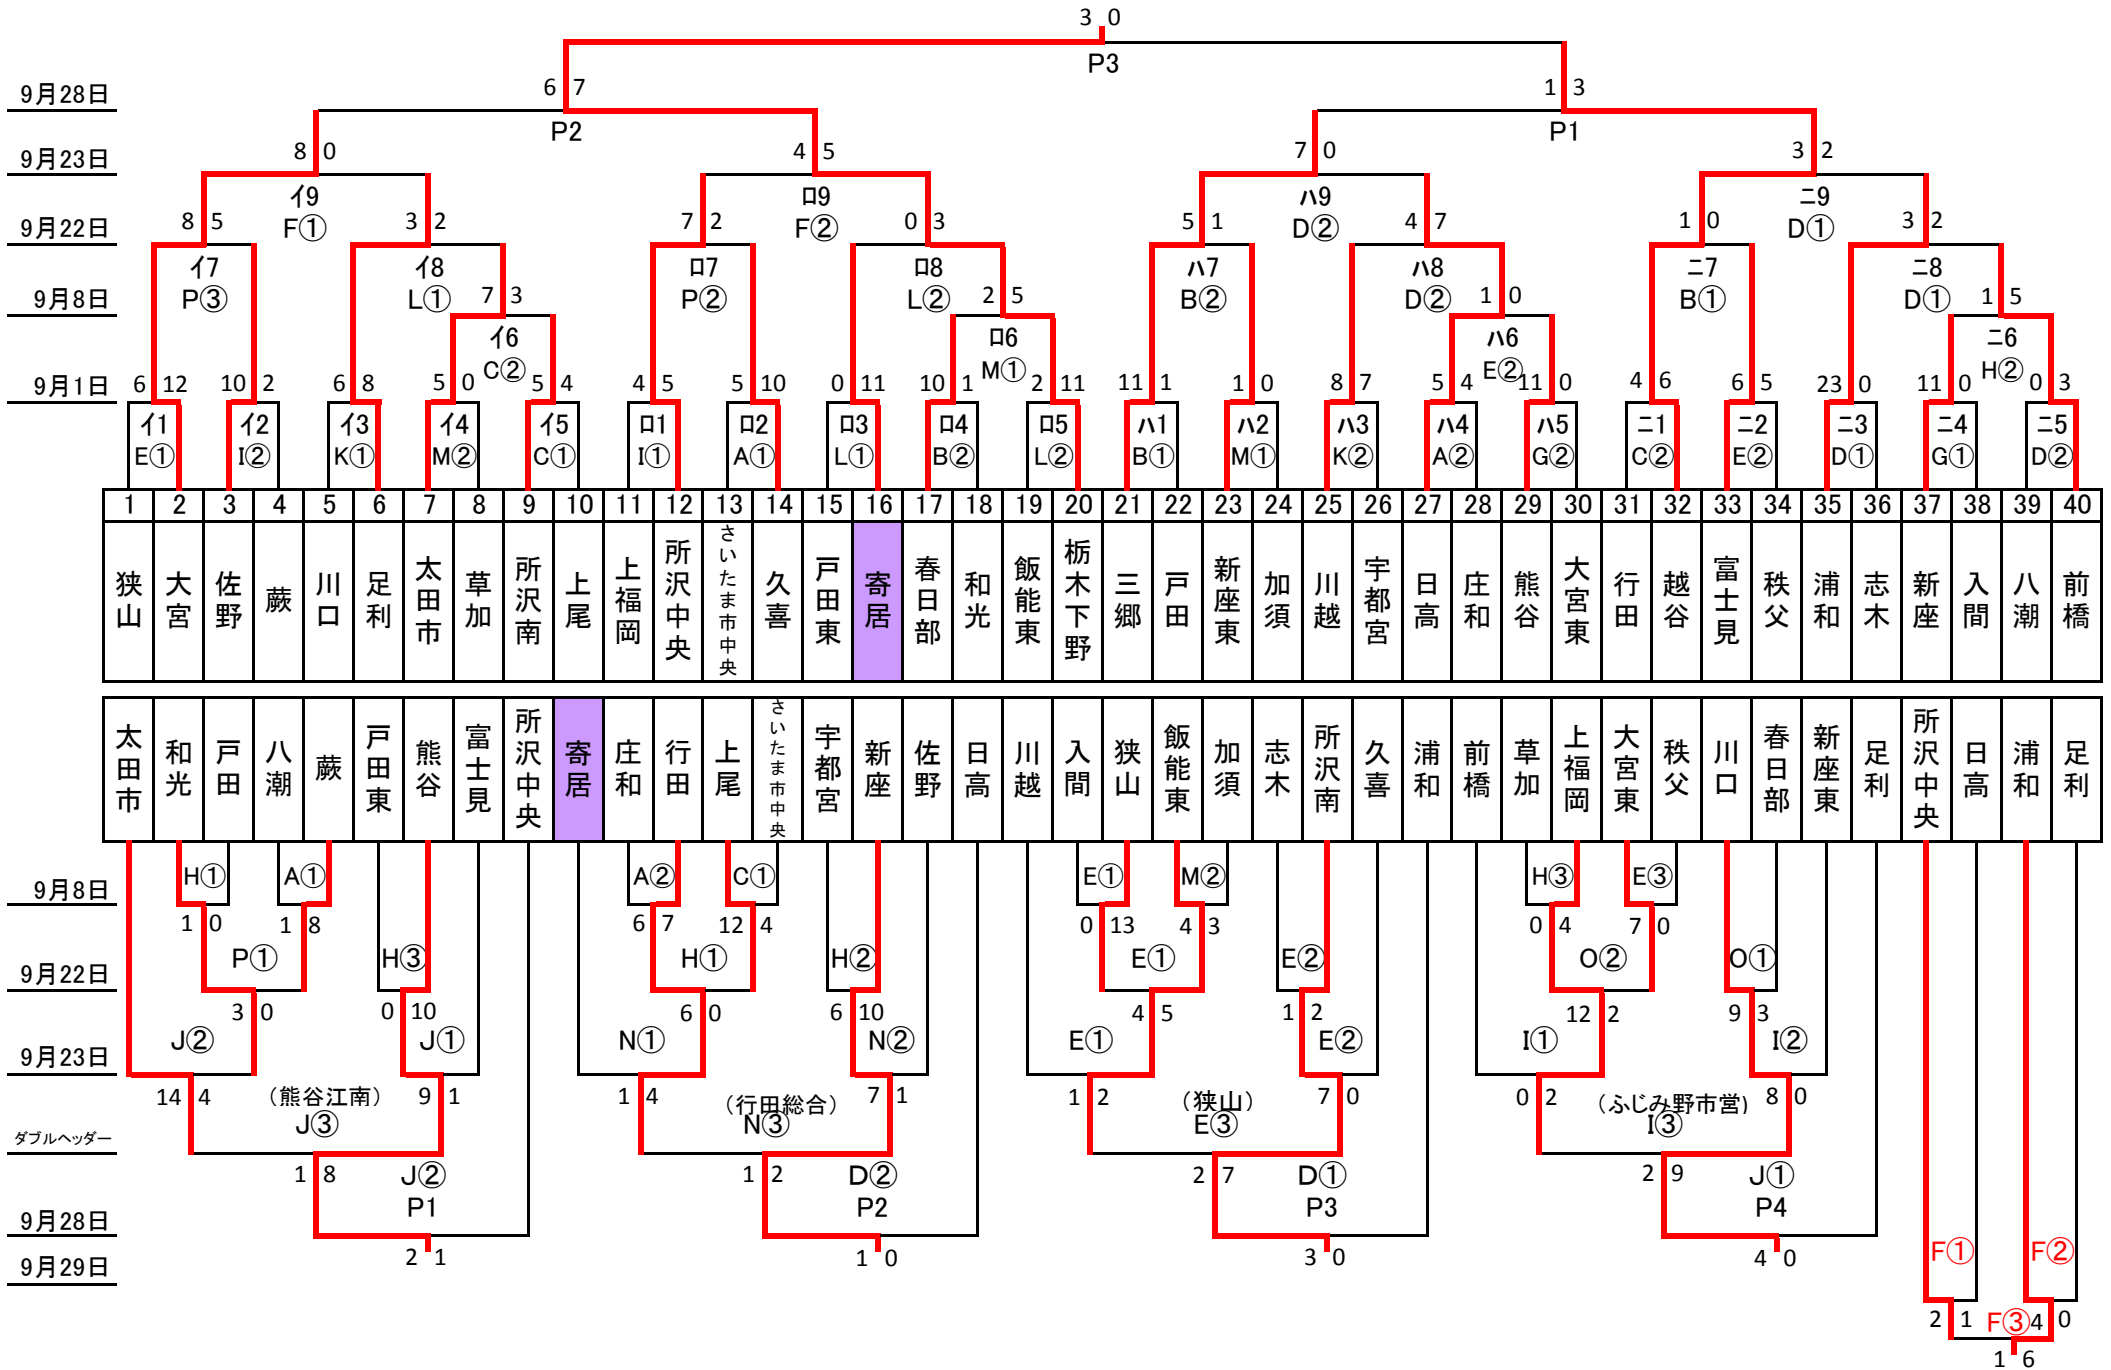 3 0
P3
6 7 1 3
9月28日
P2 P1
8 0 4 5 7 0 3 2
9月23日
イ9 ロ9 ハ9 ニ9
8 5 F① 3 2 7 2 F② 0 3 5 1 D② 4 7 1 0 D① 3 2
9月22日
イ7 イ8 ロ7 ロ8 ハ7 ハ8 ニ7 ニ8
P③ L① 7 3 P② L② 2 5 B② D② 1 0 B① D① 1 5
9月8日
イ6 ロ6 ハ6 ニ6
C② M① E② H②
6 12 10 2 6 8 5 0 5 4 4 5 5 10 0 11 10 1 2 11 11 1 1 0 8 7 5 4 11 0 4 6 6 5 23 0 11 0 0 3
9月1日
イ1 イ2 イ3 イ4 イ5 ロ1 ロ2 ロ3 ロ4 ロ5 ハ1 ハ2 ハ3 ハ4 ハ5 ニ1 ニ2 ニ3 ニ4 ニ5
E① I② K① M② C① I① A① L① B② L② B① M① K② A② G② C② E② D① G① D②
1 2 3 4 5 6 7 8 9 10 11 12 13 14 15 16 17 18 19 20 21 22 23 24 25 26 27 28 29 30 31 32 33 34 35 36 37 38 39 40
狭山 大宮 佐野 蕨 川口 足利 太田市 草加 所沢南 上尾 上福岡 所沢中央 さいたま市中央 久喜 戸田東 寄居 春日部 和光 飯能東 栃木下野 三郷 戸田 新座東 加須 川越 宇都宮 日高 庄和 熊谷 大宮東 行田 越谷 富士見 秩父 浦和 志木 新座 入間 八潮 前橋
太田市 和光 戸田 八潮 蕨 戸田東 熊谷 富士見 所沢中央 寄居 庄和 行田 上尾 さいたま市中央 宇都宮 新座 佐野 日高 川越 入間 狭山 飯能東 加須 志木 所沢南 久喜 浦和 前橋 草加 上福岡 大宮東 秩父 川口 春日部 新座東 足利 所沢中央 日高 浦和 足利
H① A① A② C① E① M② H③ E③
9月8日
1 0 1 8 6 7 12 4 0 13 4 3 0 4 7 0
P① H③ H① H② E① E② O② O①
9月22日
3 0 0 10 6 0 6 10 4 5 1 2 12 2 9 3
J② J① N① N② E① E② I① I②
9月23日
14 4 (熊谷江南) 9 1 1 4 (行田総合) 7 1 1 2 (狭山) 7 0 0 2 (ふじみ野市営) 8 0
J③ N③ E③ I③
ダブルヘッダー
1 8 J② 1 2 D② 2 7 D① 2 9 J①
P1 P2 P3 P4
9月28日
2 1 1 0 3 0 4 0 F① F②
9月29日
2 1 F③ 4 0
1 6